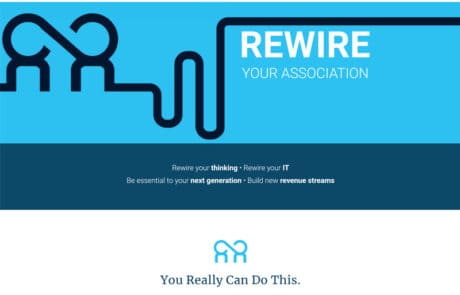 REWIRE
YOUR ASSOCIATION
Rewire your thinking • Rewire your IT
Be essential to your next generation • Build new revenue streams
You Really Can Do This.